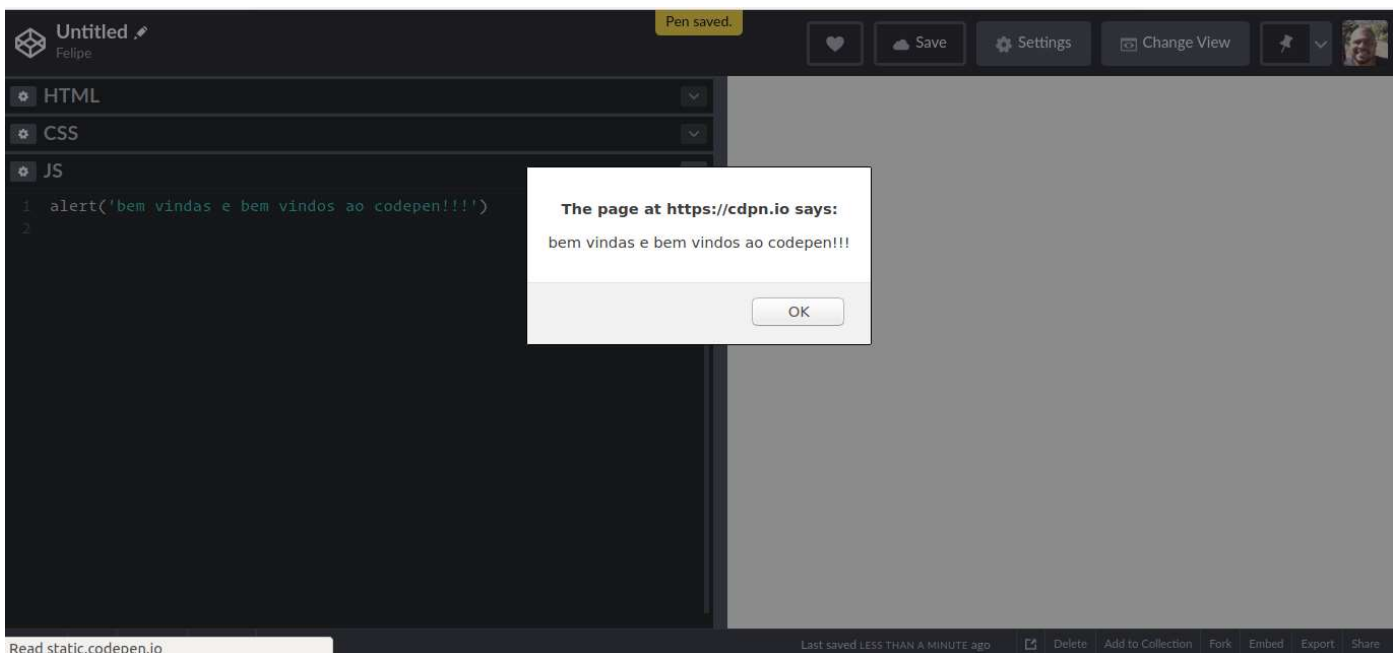 Untitled
Felipe
Pen saved.
Save
Settings
Change View
HTML
CSS
JS
1 alert('bem vindas e bem vindos ao codepen!!!')
2
The page at https://cdpn.io says:
bem vindas e bem vindos ao codepen!!!
OK
Read static.codepen.io
Last saved LESS THAN A MINUTE ago
Delete
Add to Collection
Fork
Embed
Export
Share